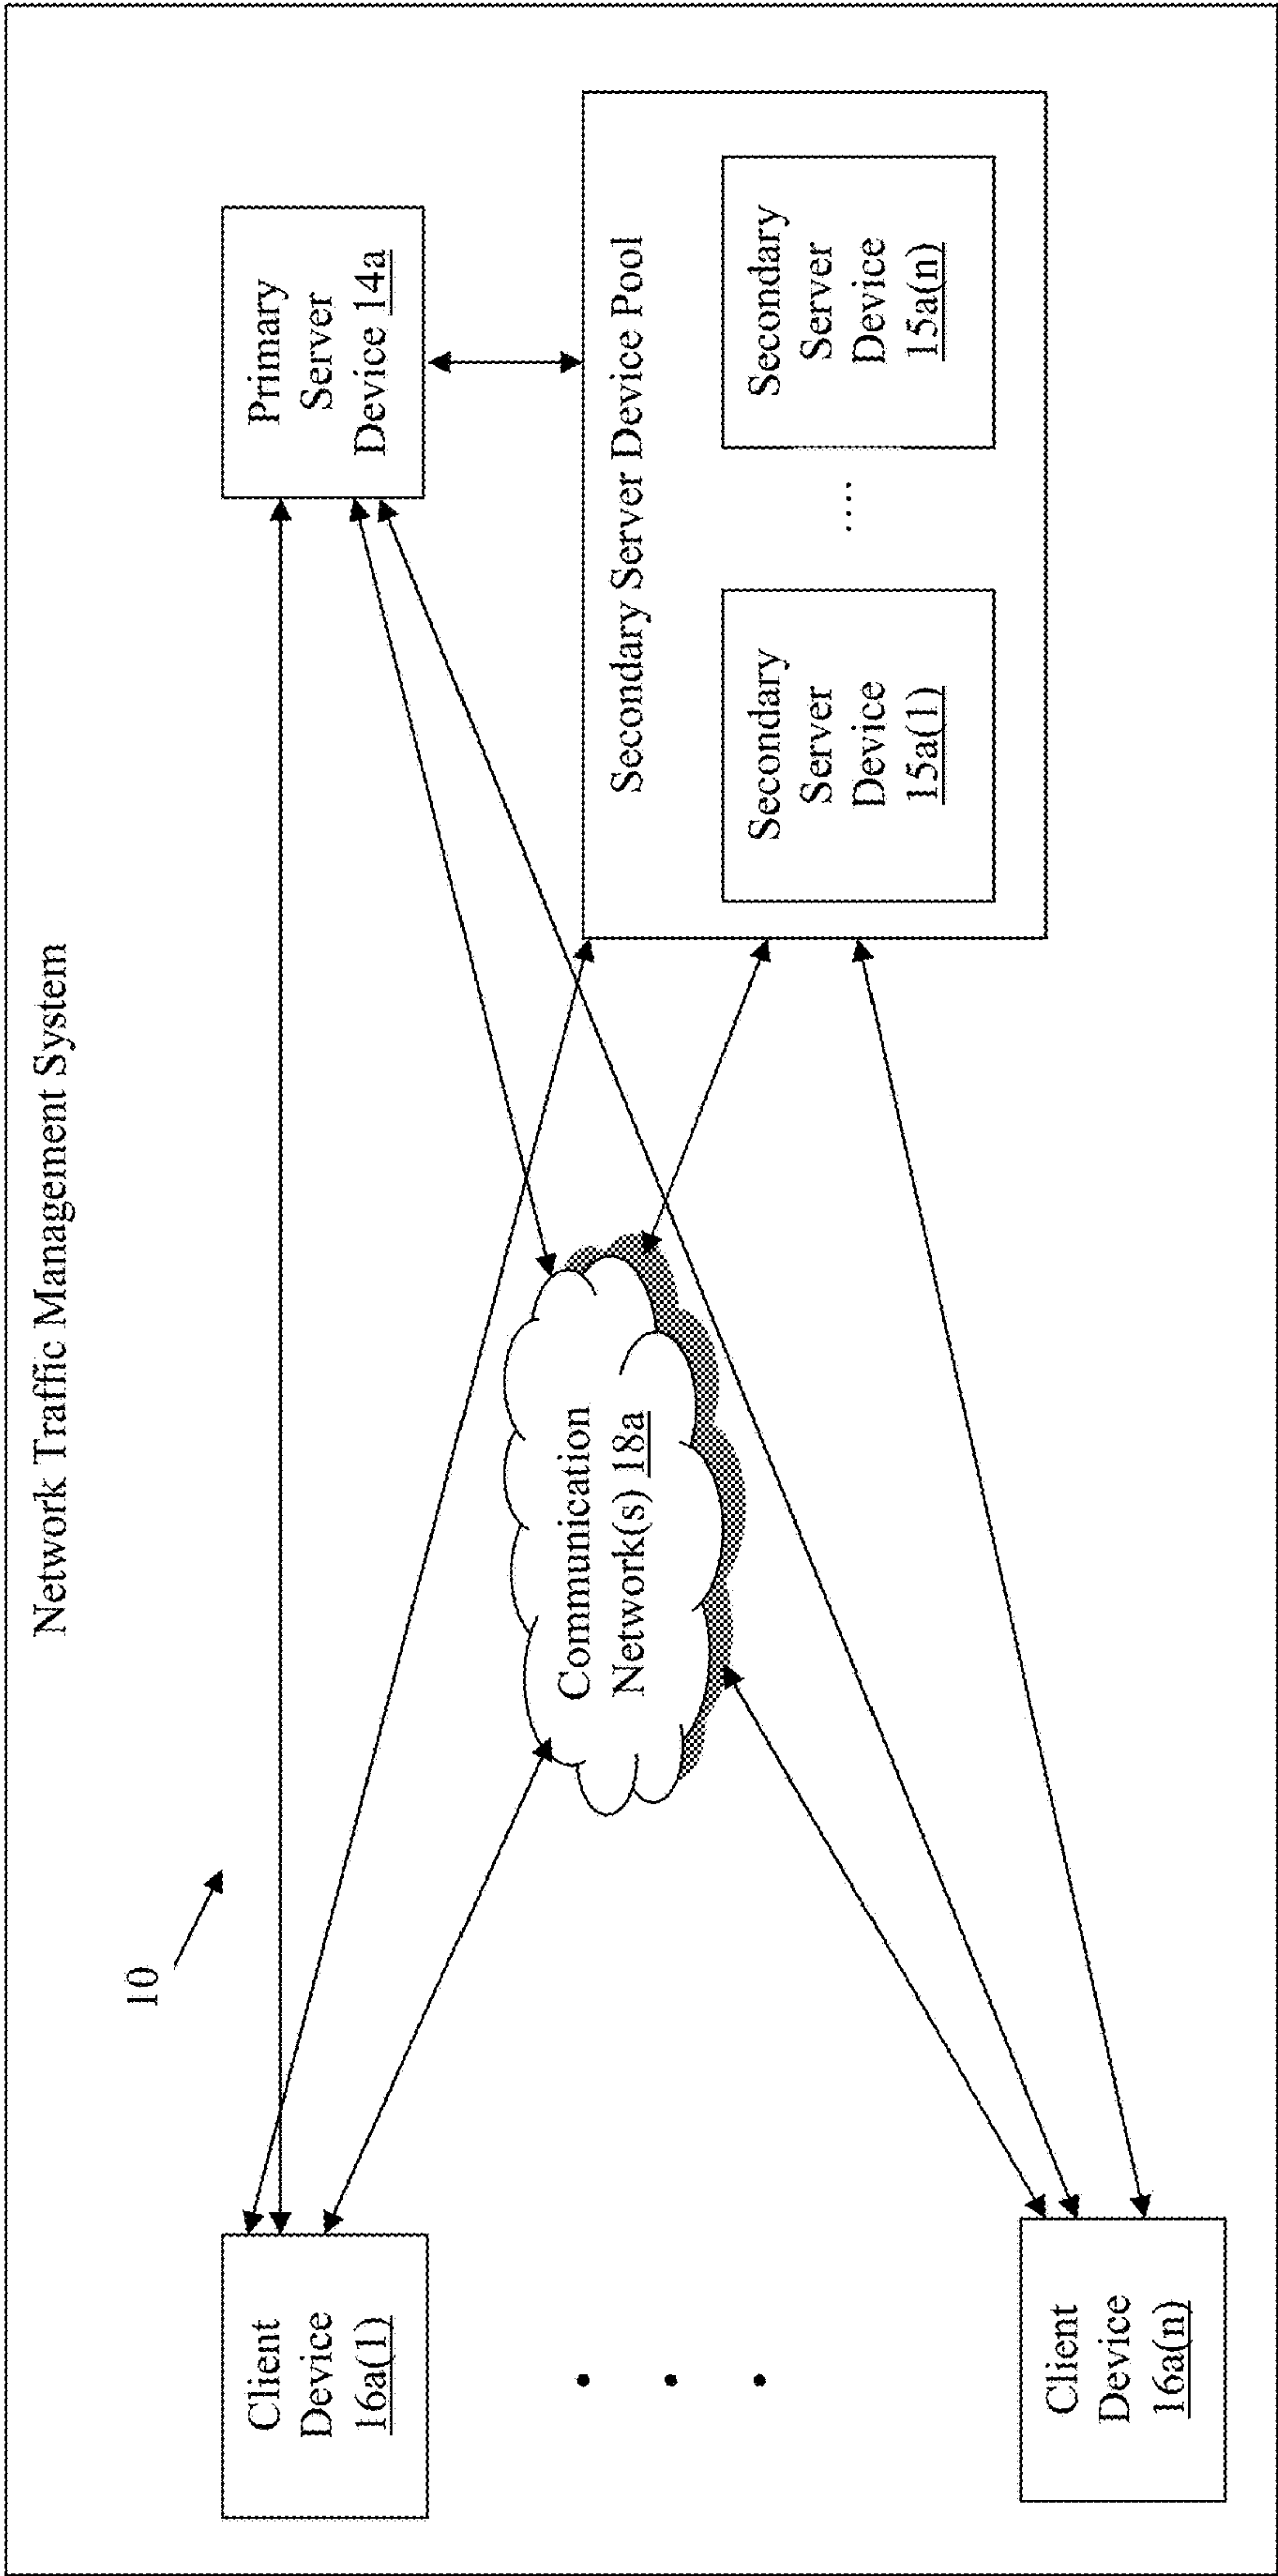 Network Traffic Management System
10
Client
Device
16a(1)
Primary
Server
Device 14a
Communication
Network(s) 18a
Secondary Server Device Pool
Secondary
Server
Device
15a(1)
....
Secondary
Server
Device
15a(n)
Client
Device
16a(n)